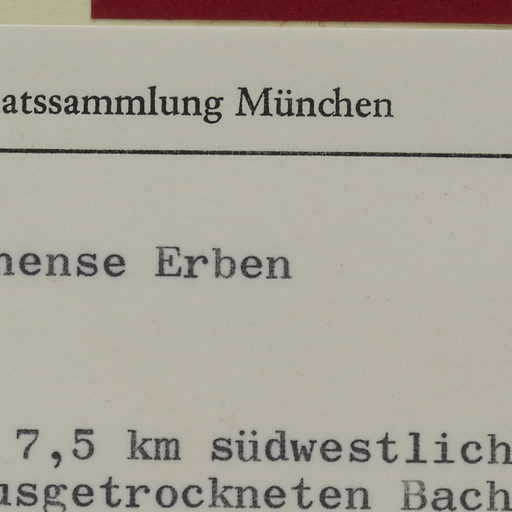 atssammlung München
hense Erben
7,5 km südwestlich
usgetrockneten Bach